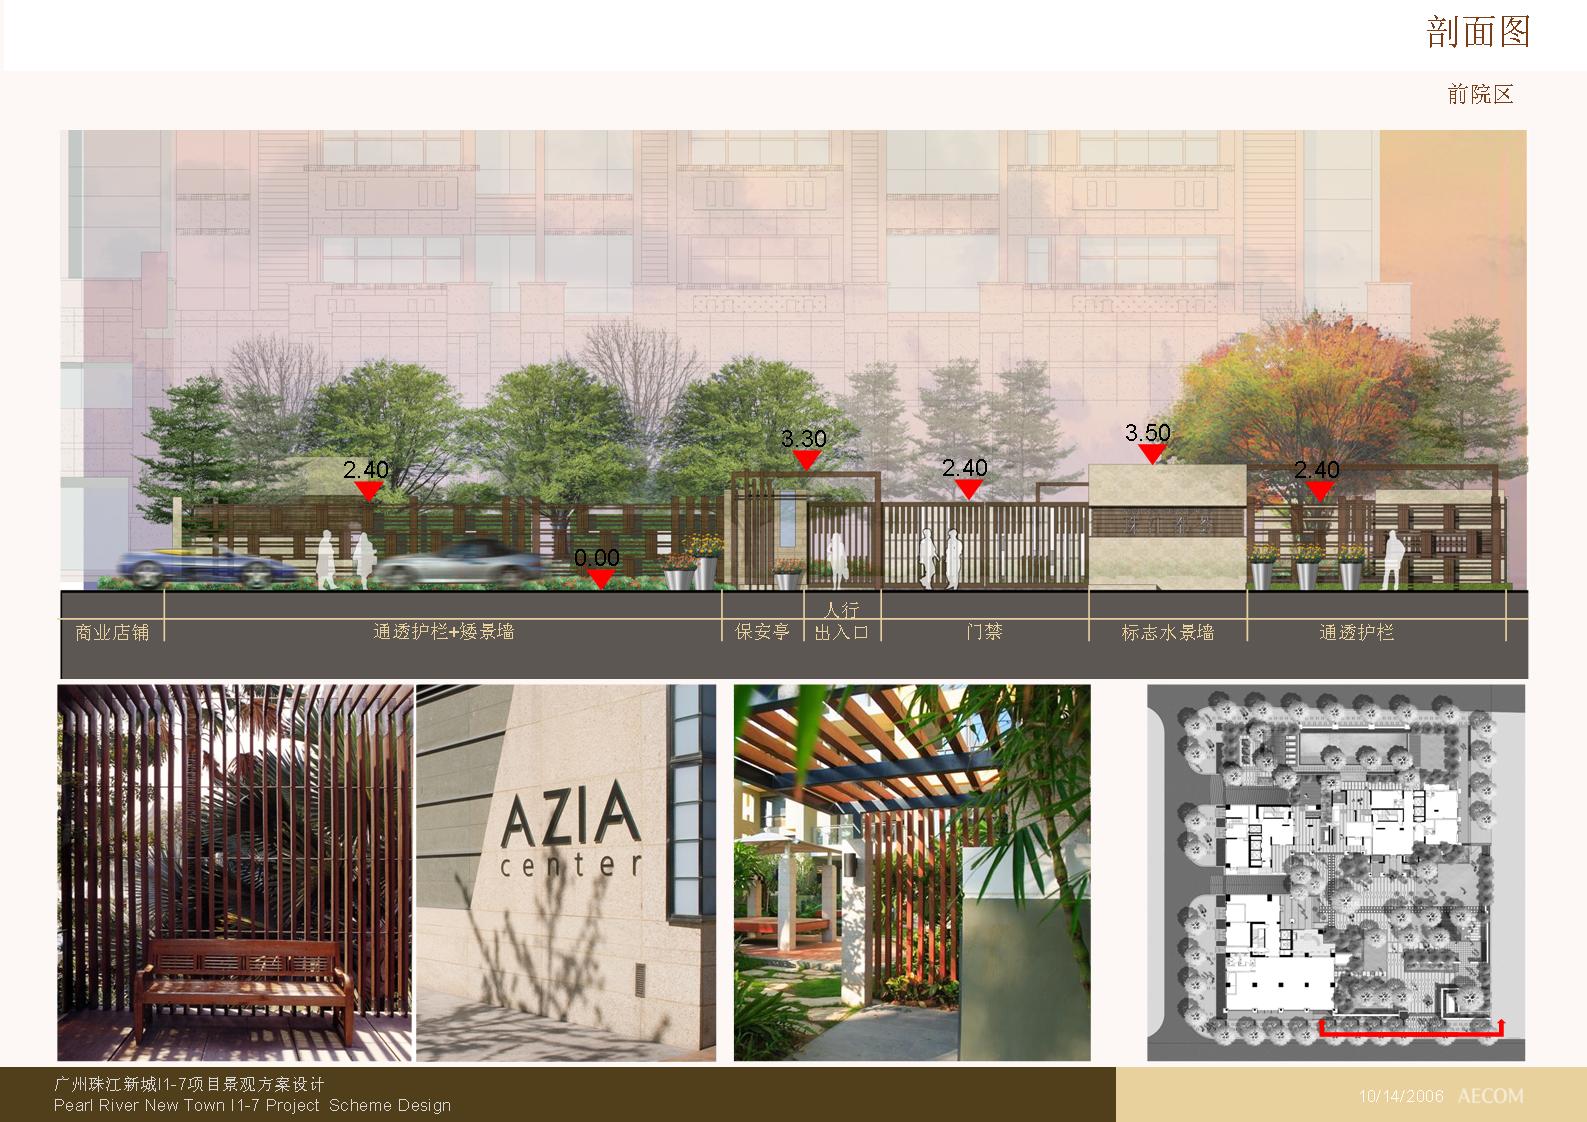 剖面图
前院区
3.30
3.50
2.40
2.40
2.40
0.00
人行
商业店铺
通透护栏+矮景墙
保安亭
出入口
门禁
标志水景墙
通透护栏
AZIA
center
广州珠江新城I1-7项目景观方案设计
Pearl River New Town I1-7 Project Scheme Design
10/14/2006 AECOM